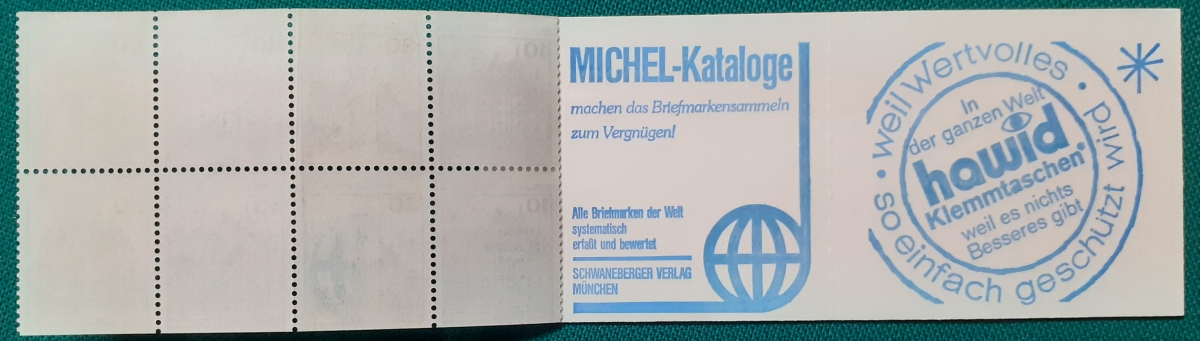 MICHEL-Kataloge
machen das Briefmarkensammeln
zum Vergnügen!
Alle Briefmarken der Welt
systematisch
erfaßt und bewertet
SCHWANEBERGER VERLAG
MÜNCHEN
· weil Wertvolles · so einfach geschützt wird
In
der ganzen Welt
hawid
Klemmtaschen®
weil es nichts
Besseres gibt